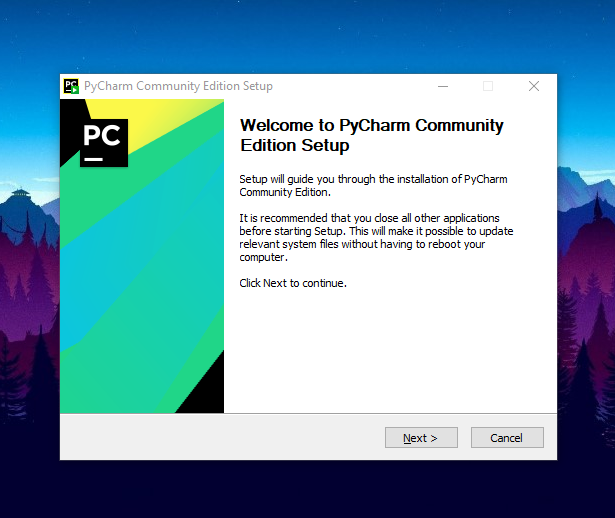 PC PyCharm Community Edition Setup
PC
Welcome to PyCharm Community
Edition Setup
Setup will guide you through the installation of PyCharm
Community Edition.
It is recommended that you close all other applications
before starting Setup. This will make it possible to update
relevant system files without having to reboot your
computer.
Click Next to continue.
Next > Cancel